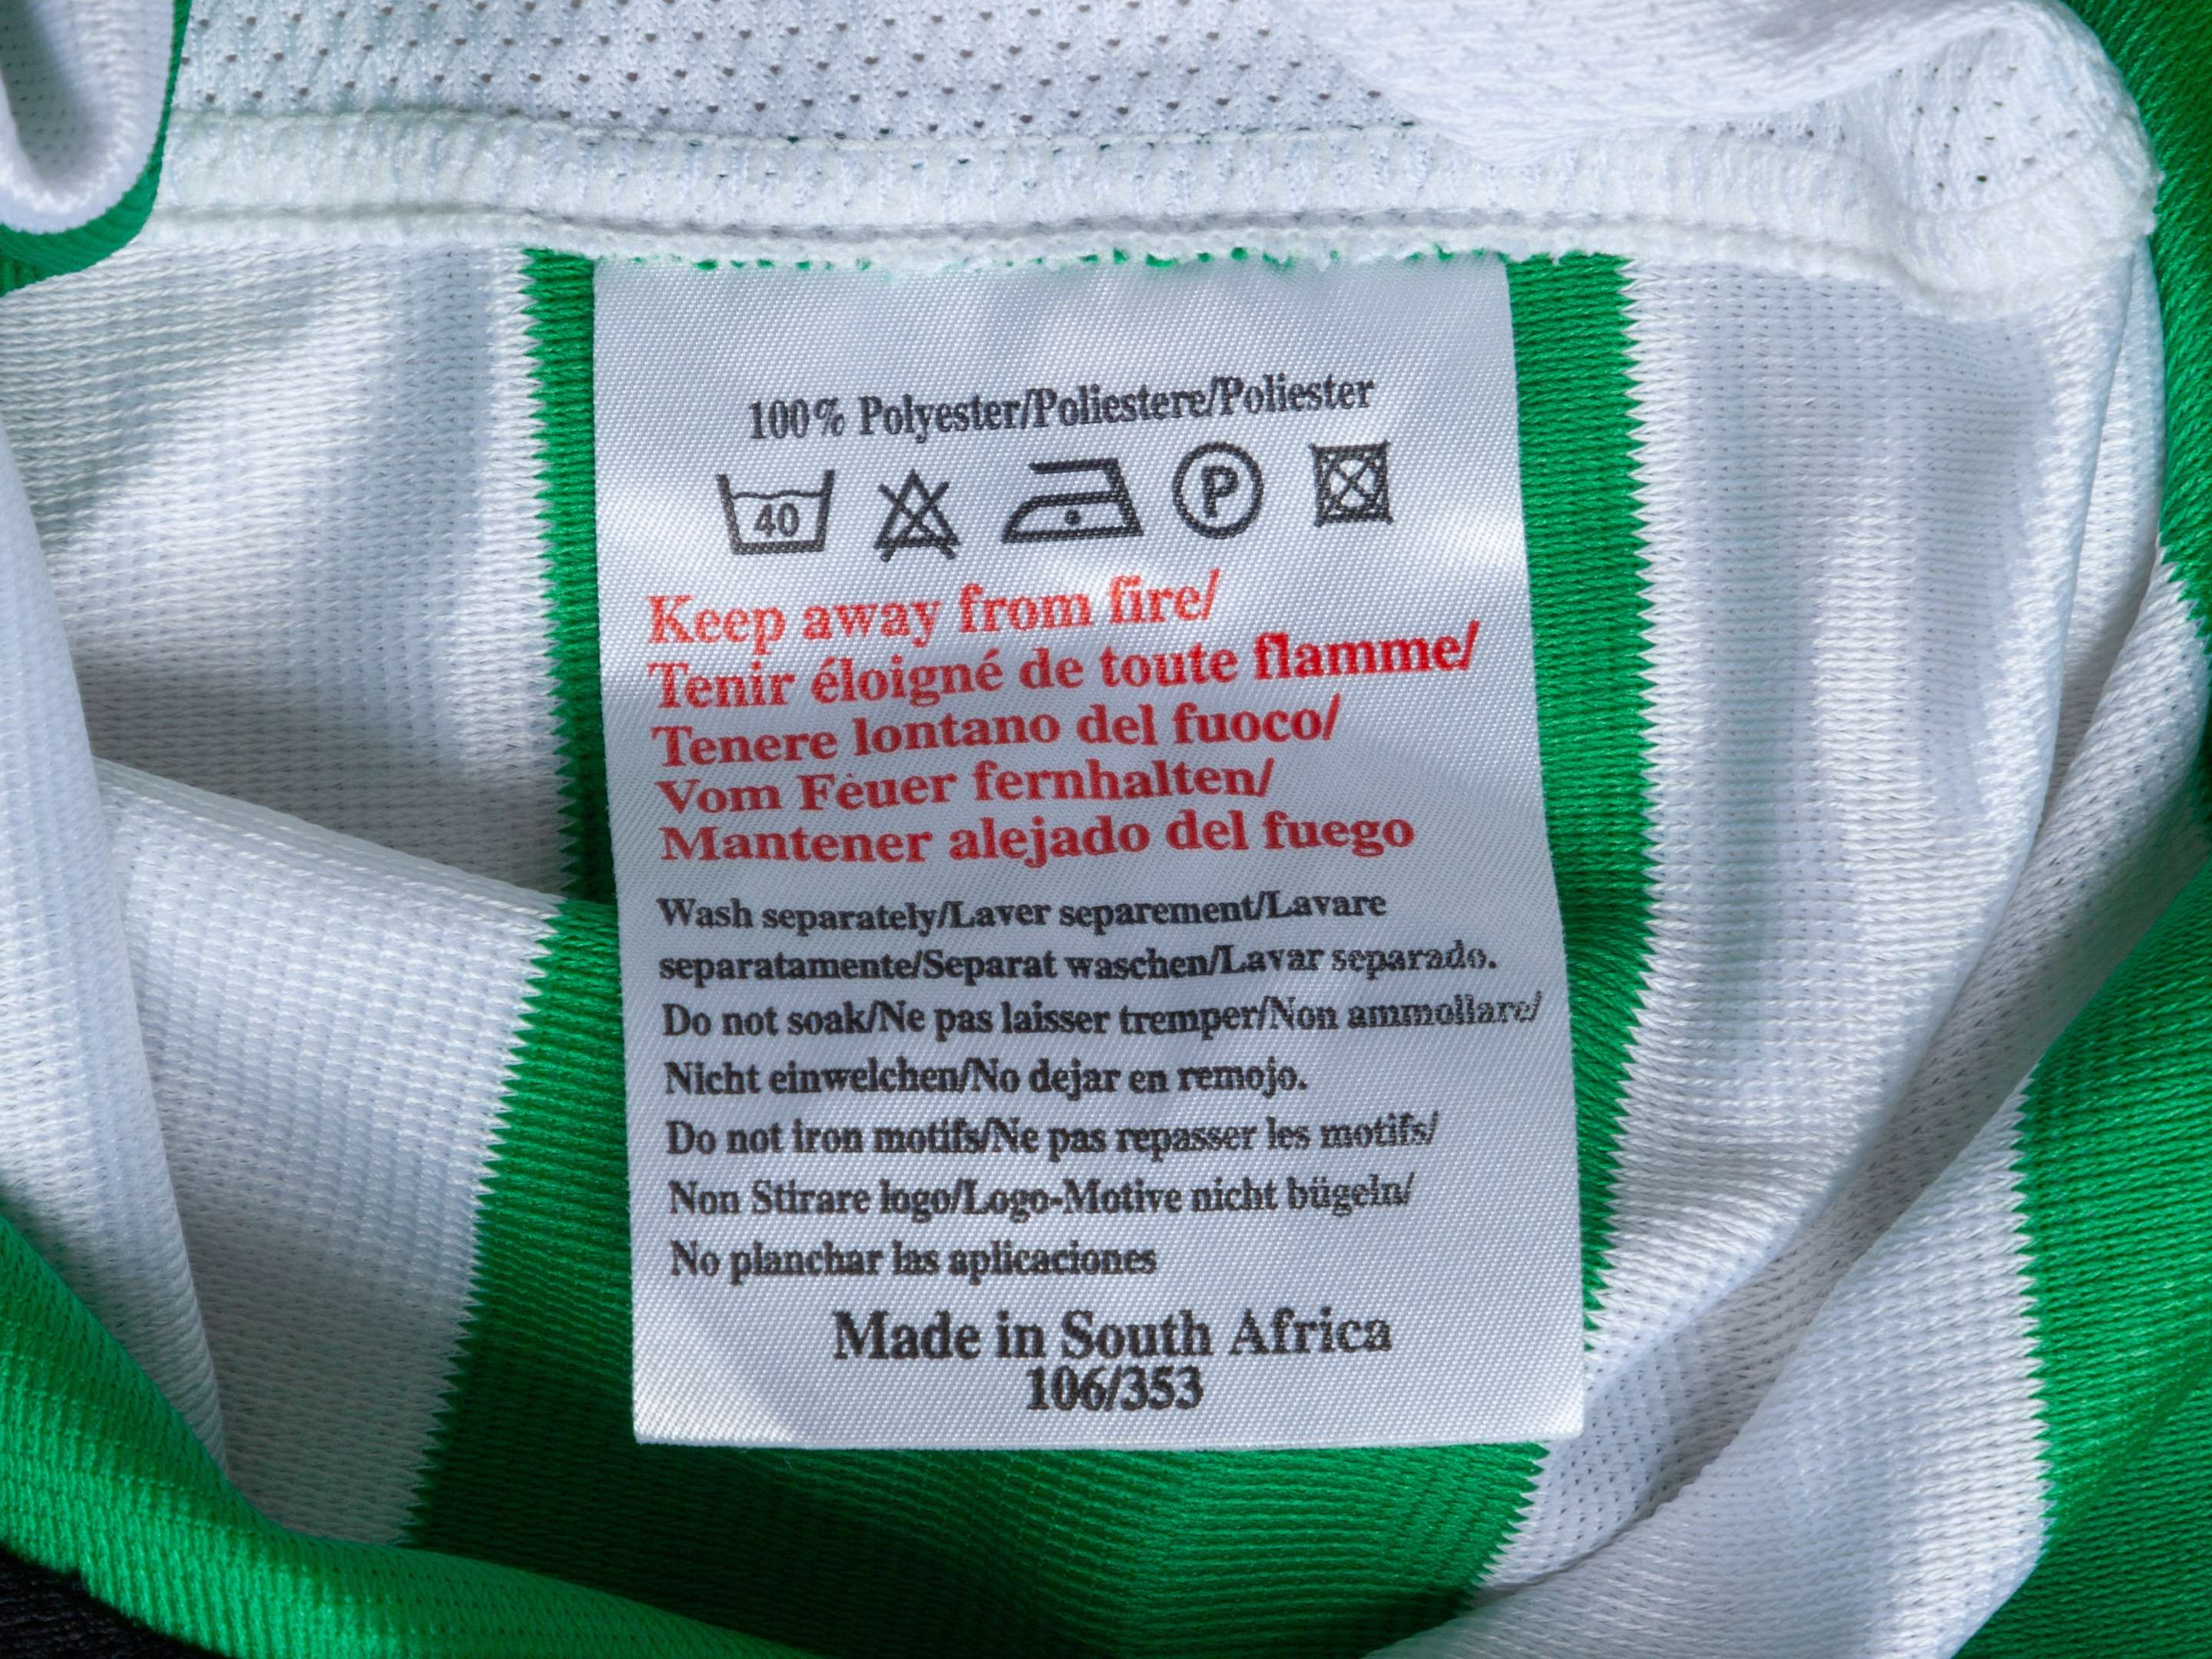 100% Polyester/Poliestere/Poliester
40 P
Keep away from fire/
Tenir éloigné de toute flamme/
Tenere lontano del fuoco/
Vom Feuer fernhalten/
Mantener alejado del fuego
Wash separately/Laver separement/Lavare
separatamente/Separat waschen/Lavar separado.
Do not soak/Ne pas laisser tremper/Non ammollare/
Nicht einwelchen/No dejar en remojo.
Do not iron motifs/Ne pas repasser les motifs/
Non Stirare logo/Logo-Motive nicht bügeln/
No planchar las aplicaciones
Made in South Africa
106/353